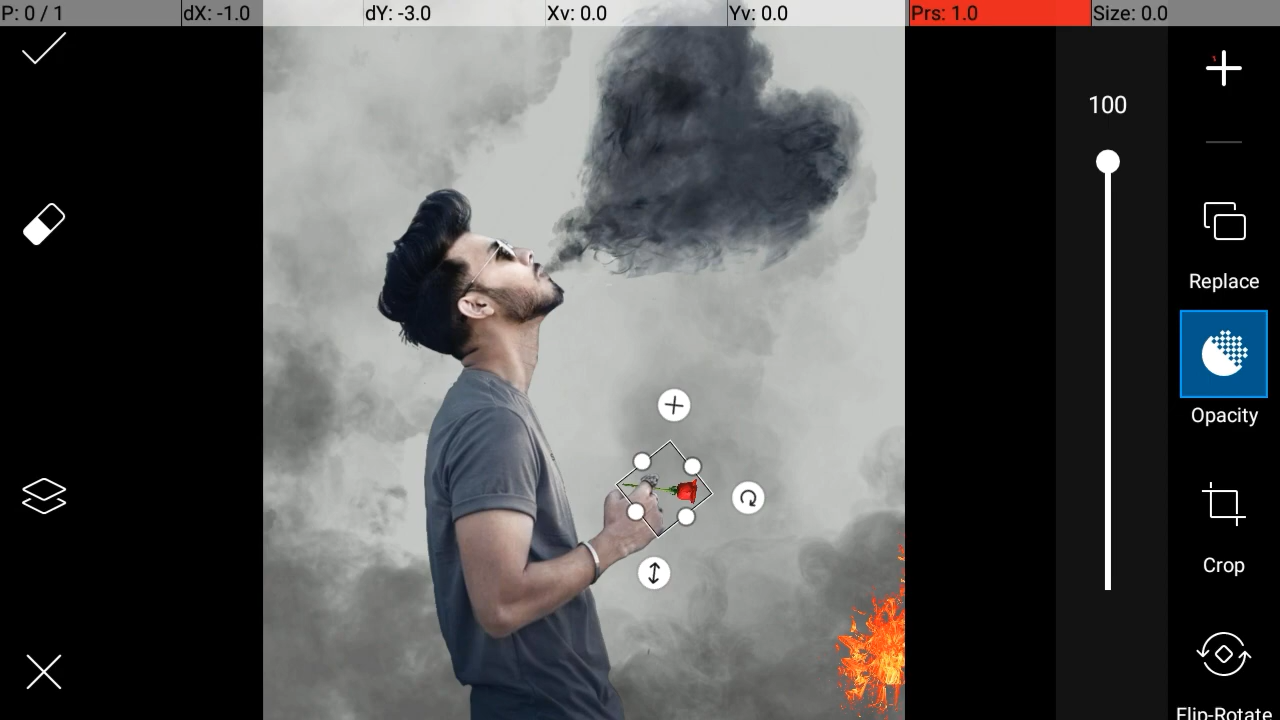 P: 0 / 1 dX: -1.0 dY: -3.0 Xv: 0.0 Yv: 0.0 Prs: 1.0 Size: 0.0
100
Replace
Opacity
Crop
Flip-Rotate